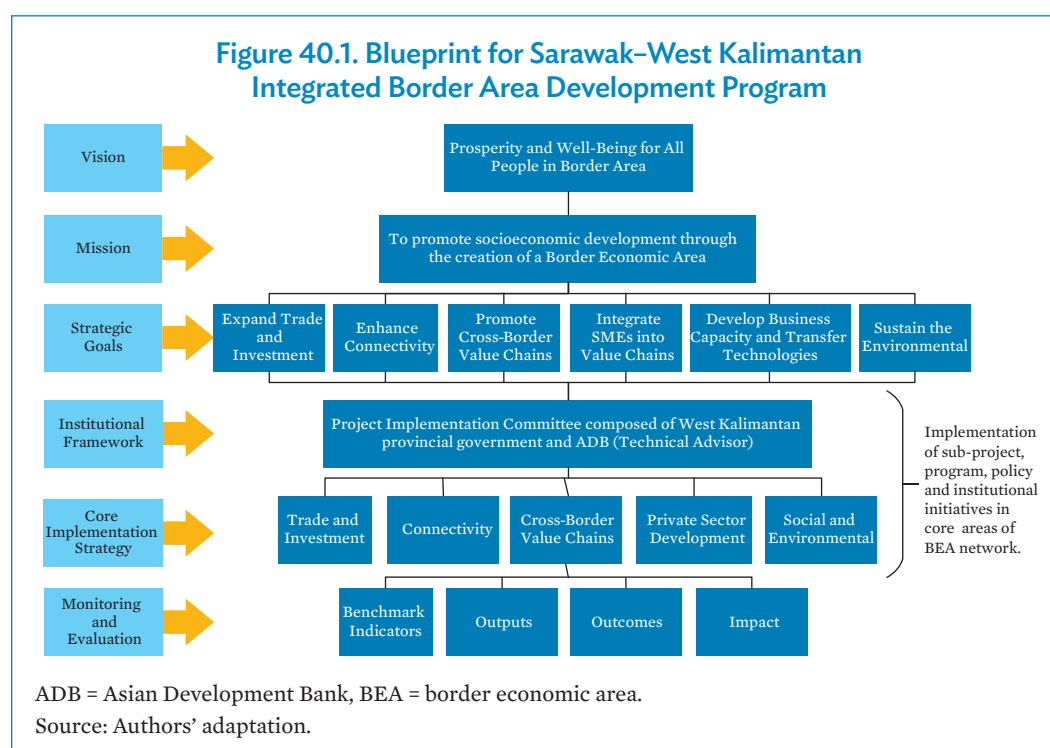 Figure 40.1. Blueprint for Sarawak–West Kalimantan
Integrated Border Area Development Program
Vision
Prosperity and Well-Being for All
People in Border Area
Mission
To promote socioeconomic development through
the creation of a Border Economic Area
Strategic
Goals
Expand Trade
and
Investment
Enhance
Connectivity
Promote
Cross-Border
Value Chains
Integrate
SMEs into
Value Chains
Develop Business
Capacity and Transfer
Technologies
Sustain the
Environmental
Institutional
Framework
Project Implementation Committee composed of West Kalimantan
provincial government and ADB (Technical Advisor)
Implementation
of sub-project,
program, policy
and institutional
initiatives in
core areas of
BEA network.
Core
Implementation
Strategy
Trade and
Investment
Connectivity
Cross-Border
Value Chains
Private Sector
Development
Social and
Environmental
Monitoring
and
Evaluation
Benchmark
Indicators
Outputs
Outcomes
Impact
ADB = Asian Development Bank, BEA = border economic area.
Source: Authors’ adaptation.